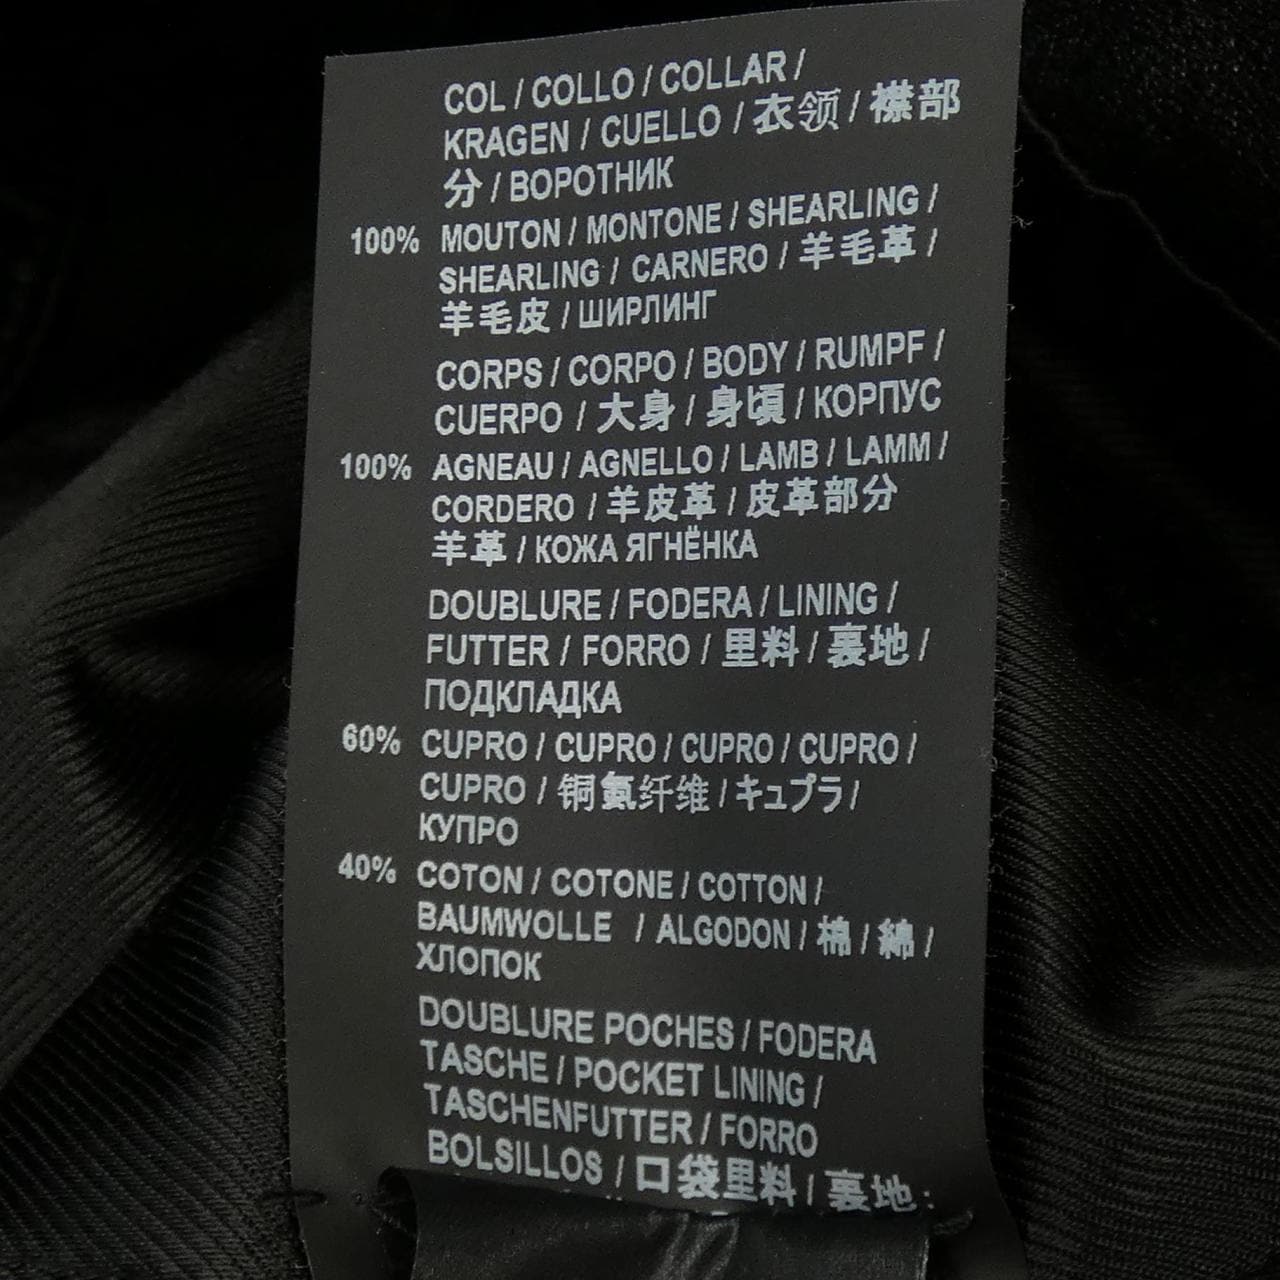 COL / COLLO / COLLAR /
KRAGEN / CUELLO / 衣领 / 襟部
分 / ВОРОТНИК
100% MOUTON / MONTONE / SHEARLING /
SHEARLING / CARNERO / 羊毛革 /
羊毛皮 / ШИРЛИНГ
CORPS / CORPO / BODY / RUMPF /
CUERPO / 大身 / 身頃 / КОРПУС
100% AGNEAU / AGNELLO / LAMB / LAMM /
CORDERO / 羊皮革 / 皮革部分
羊革 / КОЖА ЯГНЁНКА
DOUBLURE / FODERA / LINING /
FUTTER / FORRO / 里料 / 裏地 /
ПОДКЛАДКА
60% CUPRO / CUPRO / CUPRO / CUPRO /
CUPRO / 铜氨纤维 / キュプラ /
КУПРО
40% COTON / COTONE / COTTON /
BAUMWOLLE / ALGODON / 棉 / 綿 /
ХЛОПОК
DOUBLURE POCHES / FODERA
TASCHE / POCKET LINING /
TASCHENFUTTER / FORRO
BOLSILLOS / 口袋里料 / 裏地